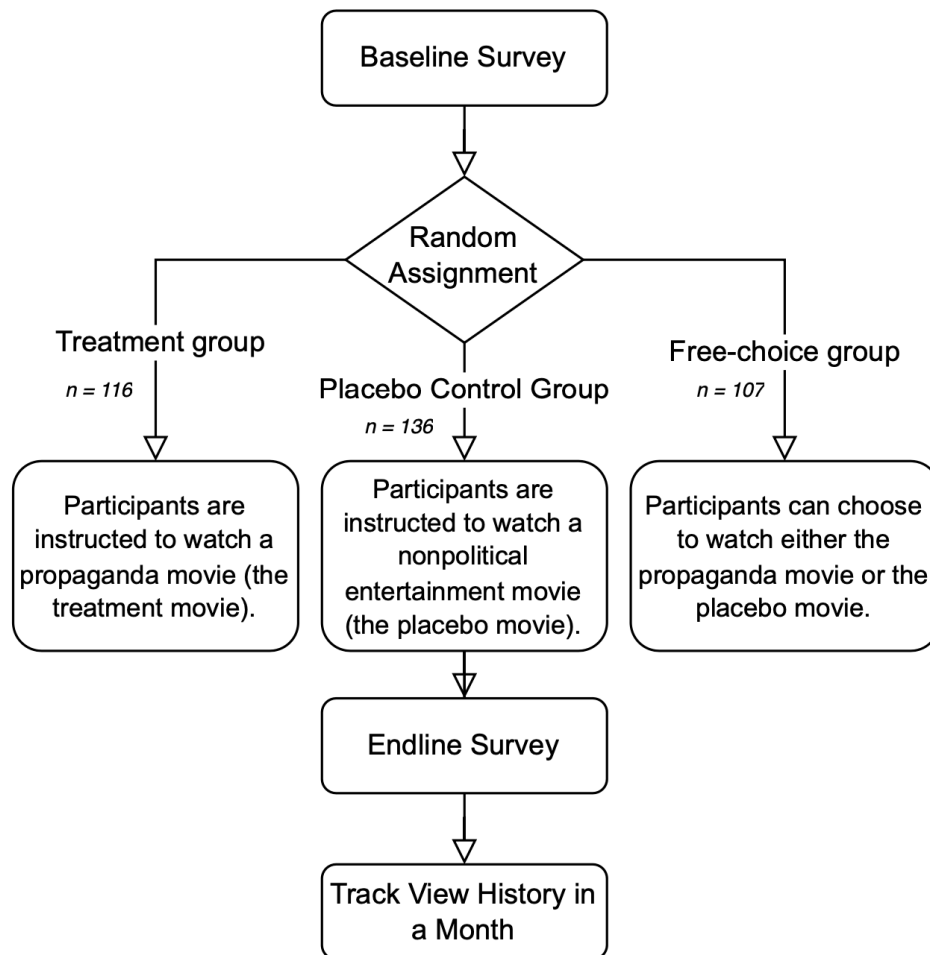 Baseline Survey
Random
Assignment
Treatment group
n = 116
Placebo Control Group
n = 136
Free-choice group
n = 107
Participants are
instructed to watch a
propaganda movie (the
treatment movie).
Participants are
instructed to watch a
nonpolitical
entertainment movie
(the placebo movie).
Participants can choose
to watch either the
propaganda movie or the
placebo movie.
Endline Survey
Track View History in
a Month